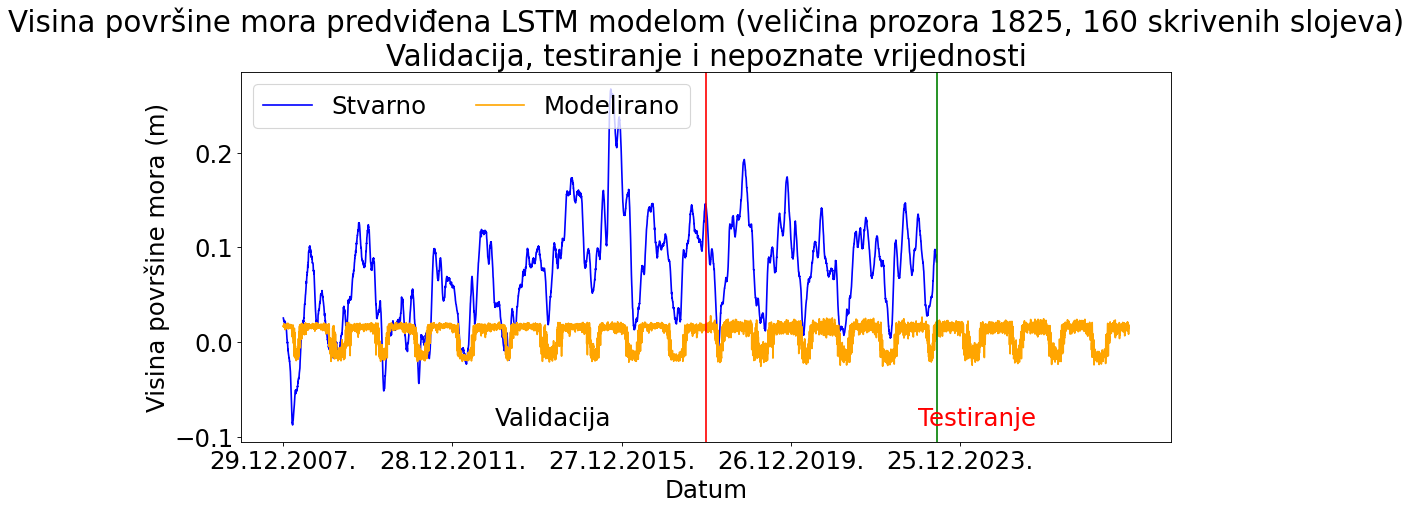 Visina površine mora predviđena LSTM modelom (veličina prozora 1825, 160 skrivenih slojeva)
Validacija, testiranje i nepoznate vrijednosti
Stvarno
Modelirano
Visina površine mora (m)
0.2
0.1
0.0
−0.1
Validacija
Testiranje
29.12.2007.
28.12.2011.
27.12.2015.
26.12.2019.
25.12.2023.
Datum